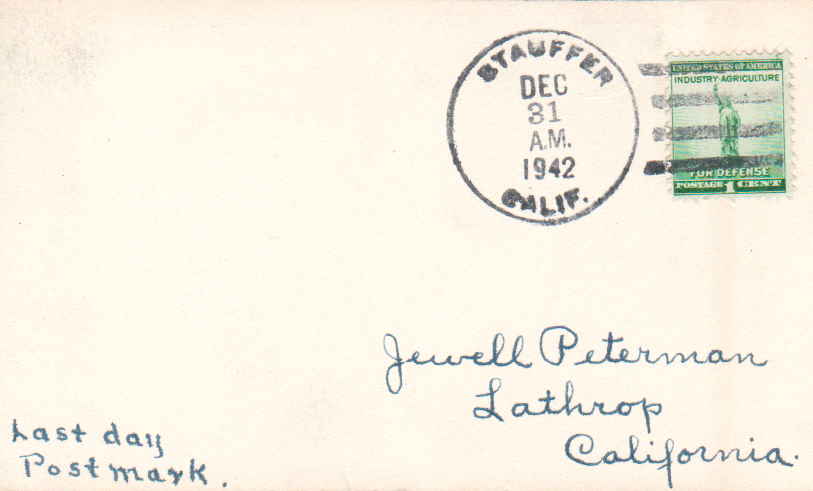 STAUFFER
DEC
31
A.M.
1942
CALIF.
UNITED STATES OF AMERICA
INDUSTRY AGRICULTURE
FOR DEFENSE
POSTAGE 1 CENT
Jewell Peterman
Lathrop
California.
Last day
Postmark.